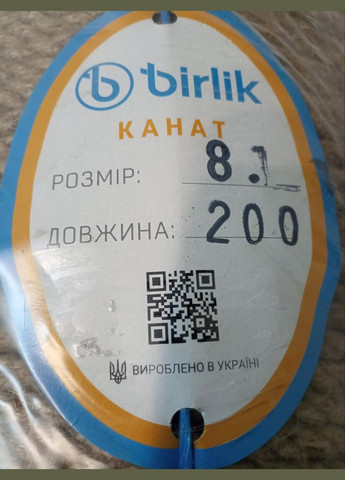 birlik
КАНАТ
РОЗМІР: 8.1
ДОВЖИНА: 200
ВИРОБЛЕНО В УКРАЇНІ